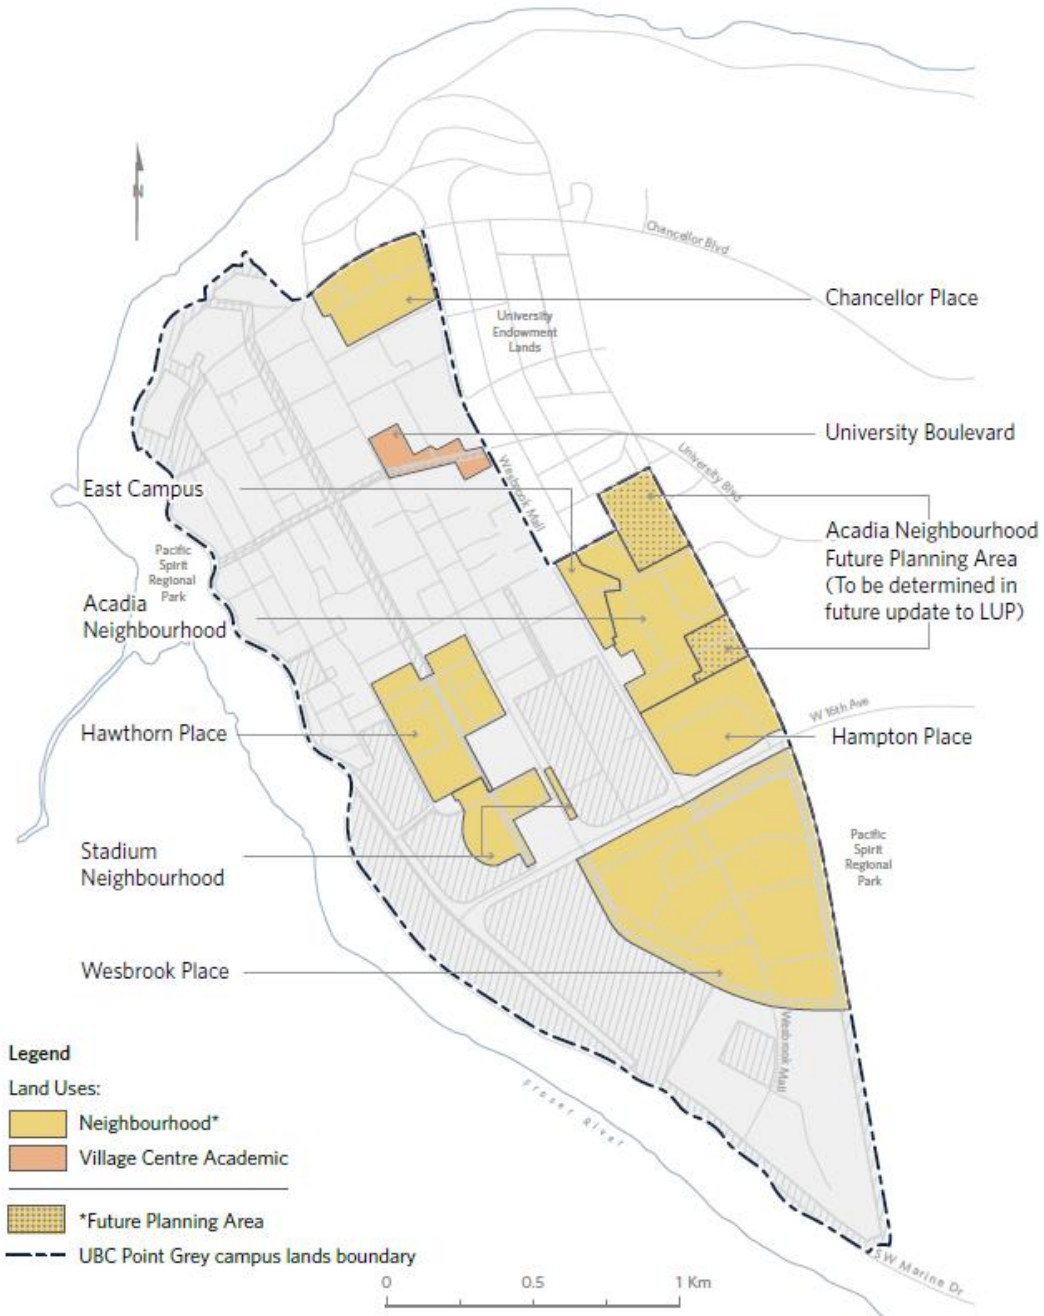 N
Chancellor Blvd
Chancellor Place
University
Endowment
Lands
University Boulevard
University Blvd
Wesbrook Mall
East Campus
Acadia Neighbourhood
Future Planning Area
(To be determined in
future update to LUP)
Pacific
Spirit
Regional
Park
Acadia
Neighbourhood
W 16th Ave
Hawthorn Place
Hampton Place
Pacific
Spirit
Regional
Park
Stadium
Neighbourhood
Wesbrook Place
Wesbrook Mall
Legend
Land Uses:
Neighbourhood*
Village Centre Academic
*Future Planning Area
UBC Point Grey campus lands boundary
Fraser River
SW Marine Dr
0 0.5 1 Km